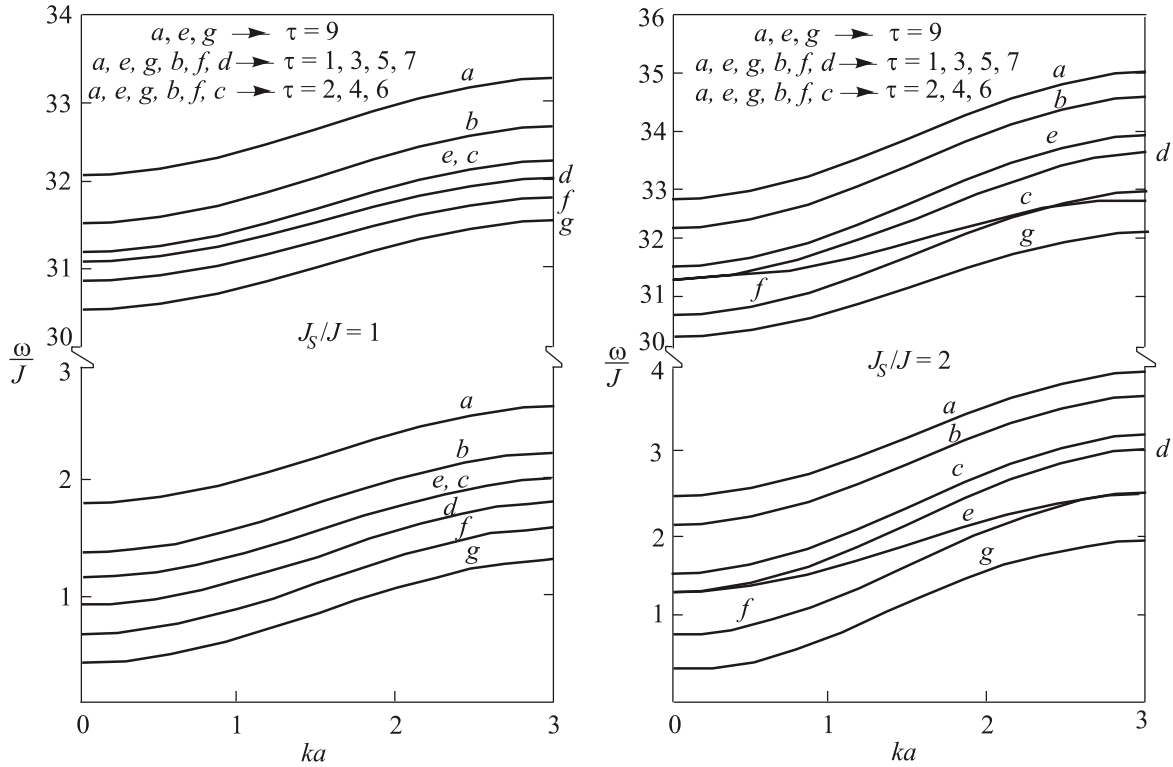 34
a, e, g → τ = 9
a, e, g, b, f, d → τ = 1, 3, 5, 7
a, e, g, b, f, c → τ = 2, 4, 6
a
33
b
e, c
32
d
f
g
31
J_S/J = 1
30
ω/J
3
a
b
2
e, c
d
f
g
1
0 1 2 3
ka
36
a, e, g → τ = 9
a, e, g, b, f, d → τ = 1, 3, 5, 7
a, e, g, b, f, c → τ = 2, 4, 6
35
a
b
34
e
d
33
c
32
g
31
f
30
J_S/J = 2
ω/J
4
a
b
3
d
c
e
2
g
f
1
0 1 2 3
ka